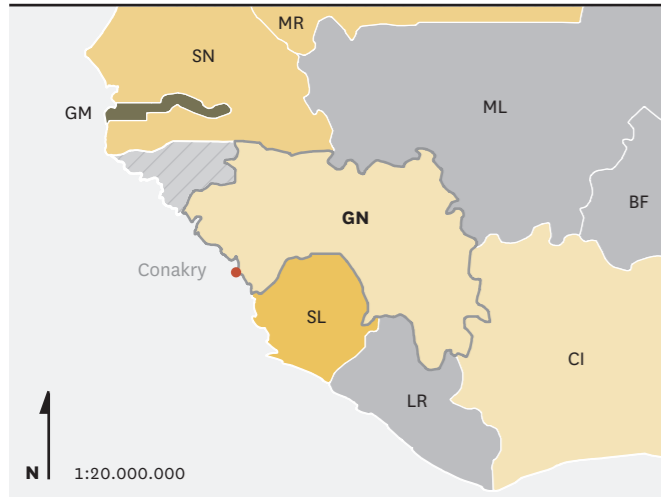 MR
SN
GM
ML
BF
GN
Conakry
SL
CI
LR
N 1:20.000.000